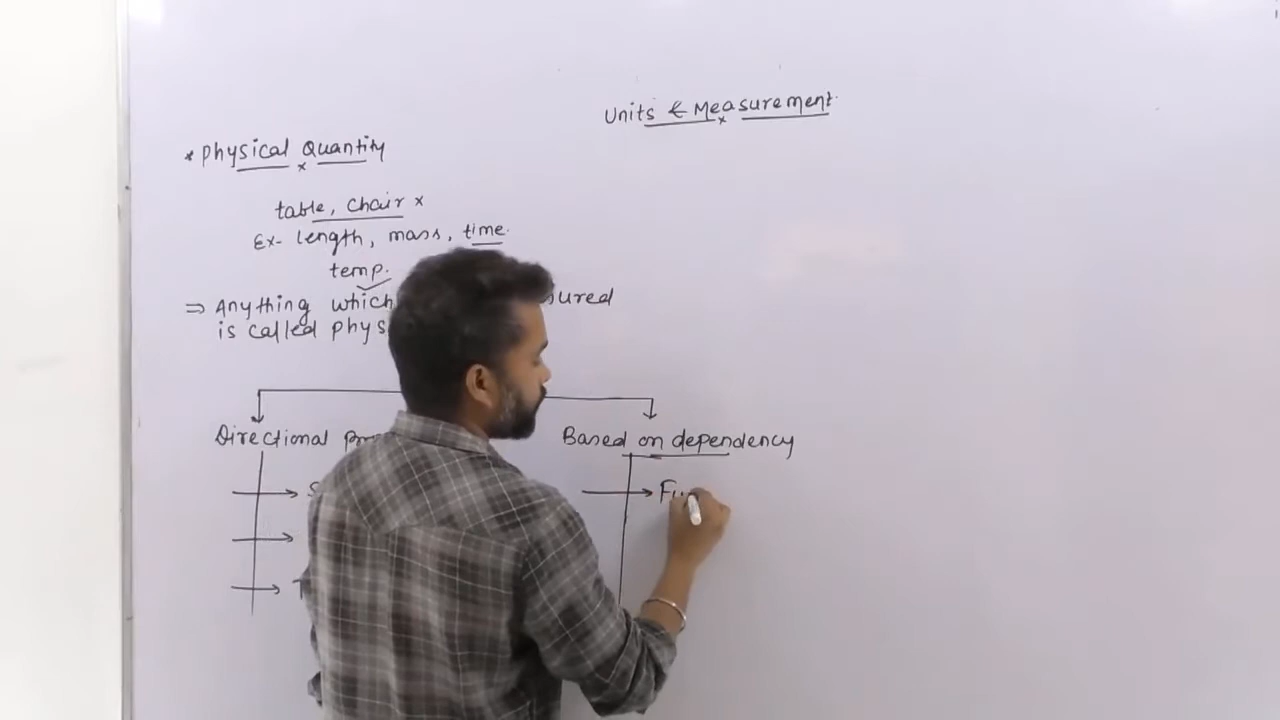 Units & Measurement
* Physical Quantity
table, chair ×
Ex- length, mass, time.
temp.
⇒ Anything which sured
is called phys
Directional Based on dependency